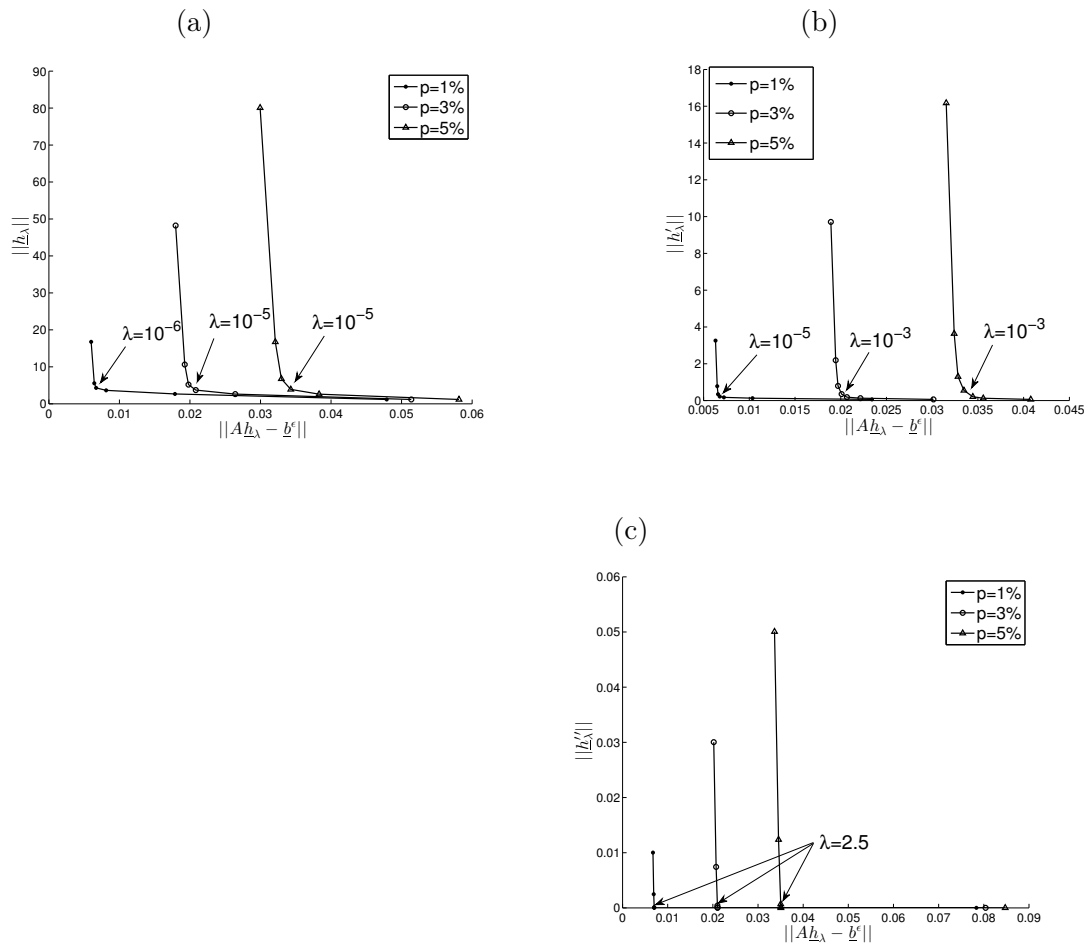 (a)
90
80
70
60
50
40
30
20
10
0
||h_λ||
p=1%
p=3%
p=5%
λ=10⁻⁶
λ=10⁻⁵
λ=10⁻⁵
0 0.01 0.02 0.03 0.04 0.05 0.06
||Ah_λ − b^ϵ||
(b)
18
16
14
12
10
8
6
4
2
0
||h′_λ||
p=1%
p=3%
p=5%
λ=10⁻⁵
λ=10⁻³
λ=10⁻³
0.005 0.01 0.015 0.02 0.025 0.03 0.035 0.04 0.045
||Ah_λ − b^ϵ||
(c)
0.06
0.05
0.04
0.03
0.02
0.01
0
||h′′_λ||
p=1%
p=3%
p=5%
λ=2.5
0 0.01 0.02 0.03 0.04 0.05 0.06 0.07 0.08 0.09
||Ah_λ − b^ϵ||